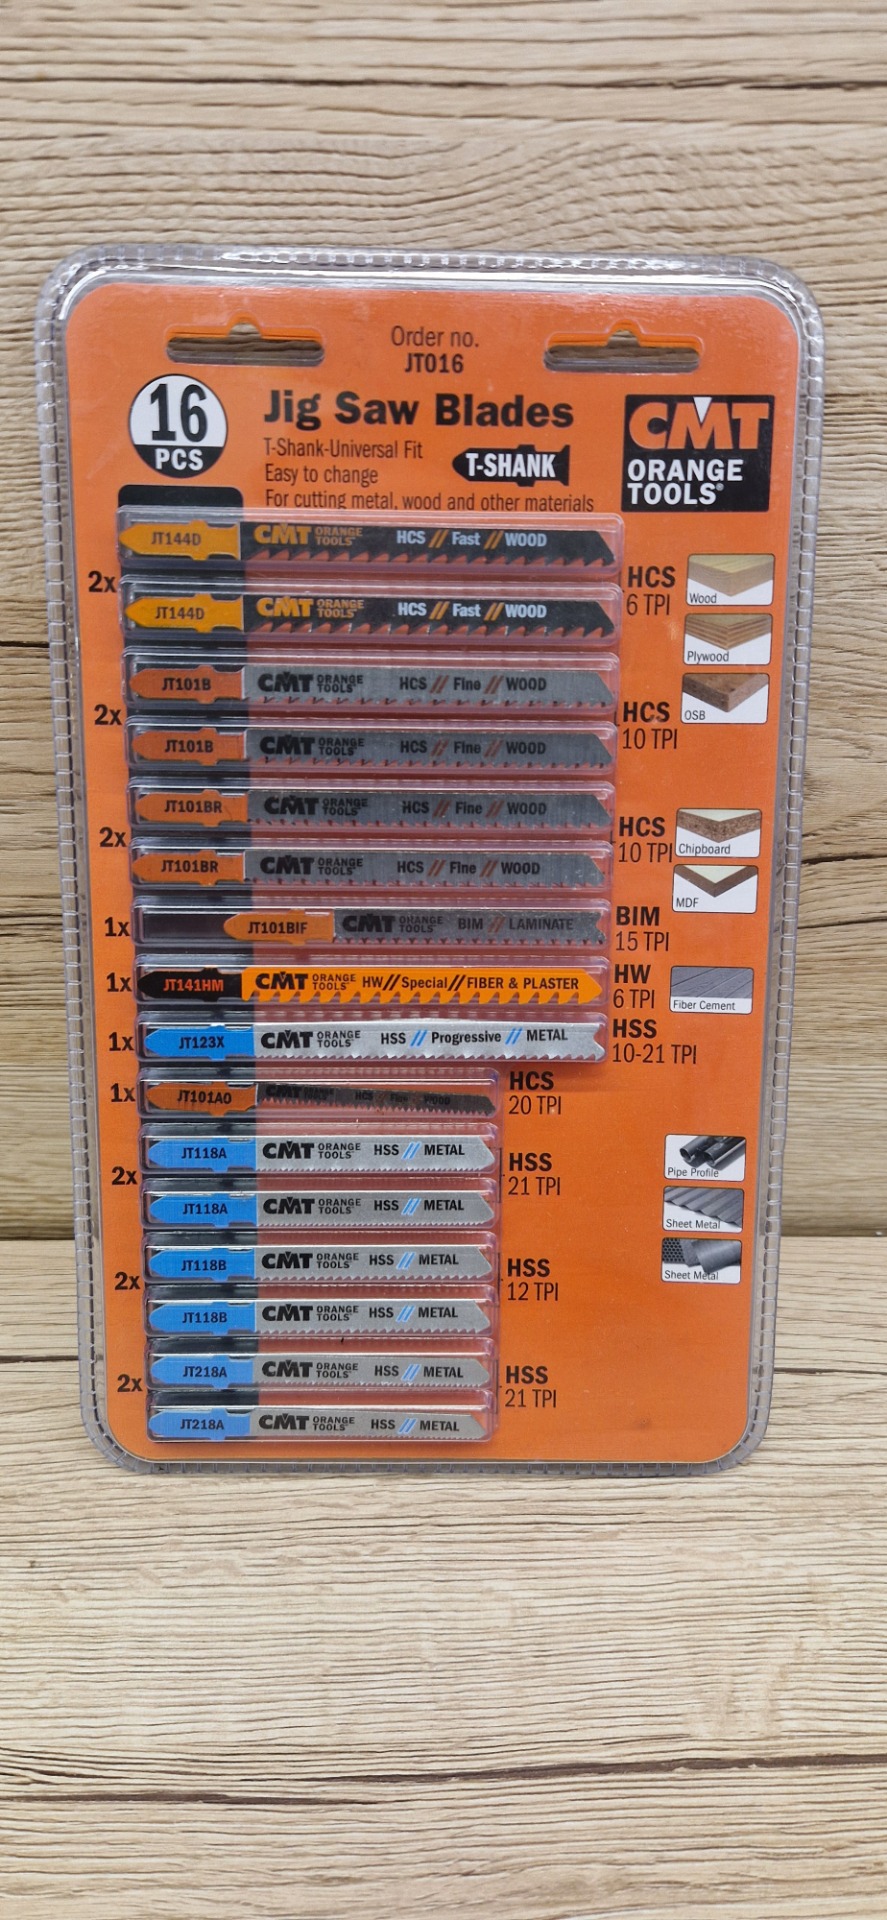 Order no.
JT016
16
PCS
Jig Saw Blades
T-Shank-Universal Fit
Easy to change
For cutting metal, wood and other materials
T-SHANK
CMT
ORANGE
TOOLS®
2x
JT144D CMT ORANGE TOOLS HCS // Fast // WOOD
JT144D CMT ORANGE TOOLS HCS // Fast // WOOD
HCS
6 TPI
Wood
Plywood
2x
JT101B CMT ORANGE TOOLS HCS // Fine // WOOD
JT101B CMT ORANGE TOOLS HCS // Fine // WOOD
HCS
10 TPI
OSB
2x
JT101BR CMT ORANGE TOOLS HCS // Fine // WOOD
JT101BR CMT ORANGE TOOLS HCS // Fine // WOOD
HCS
10 TPI
Chipboard
MDF
1x
JT101BIF CMT ORANGE TOOLS BIM // LAMINATE
BIM
15 TPI
1x
JT141HM CMT ORANGE TOOLS HW//Special//FIBER & PLASTER
HW
6 TPI
Fiber Cement
1x
JT123X CMT ORANGE TOOLS HSS // Progressive // METAL
HSS
10-21 TPI
1x
JT101AO CMT HCS // Fine // WOOD
HCS
20 TPI
2x
JT118A CMT ORANGE TOOLS HSS // METAL
JT118A CMT ORANGE TOOLS HSS // METAL
HSS
21 TPI
Pipe Profile
Sheet Metal
2x
JT118B CMT ORANGE TOOLS HSS // METAL
JT118B CMT ORANGE TOOLS HSS // METAL
HSS
12 TPI
Sheet Metal
2x
JT218A CMT ORANGE TOOLS HSS // METAL
JT218A CMT ORANGE TOOLS HSS // METAL
HSS
21 TPI